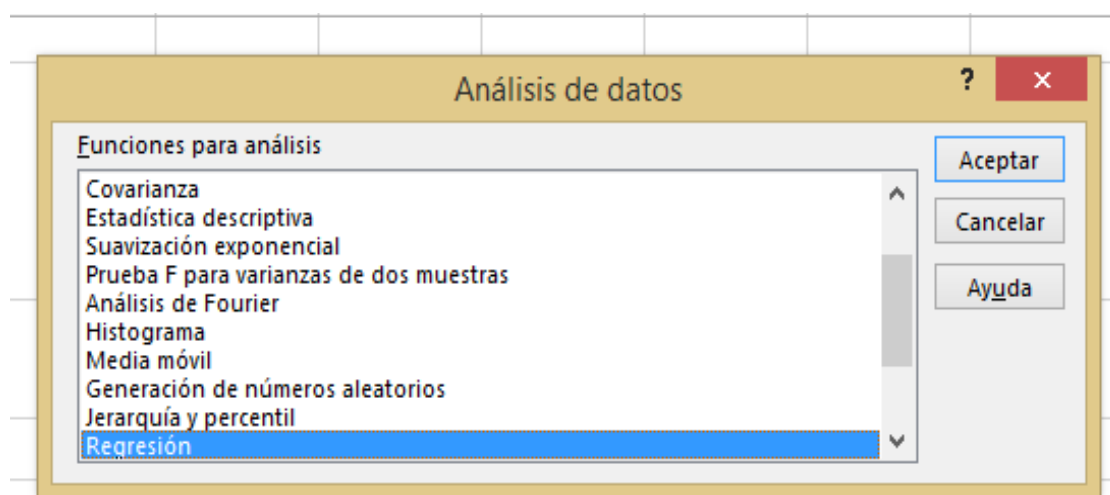 Análisis de datos
?
Funciones para análisis
Covarianza
Estadística descriptiva
Suavización exponencial
Prueba F para varianzas de dos muestras
Análisis de Fourier
Histograma
Media móvil
Generación de números aleatorios
Jerarquía y percentil
Regresión
Aceptar
Cancelar
Ayuda